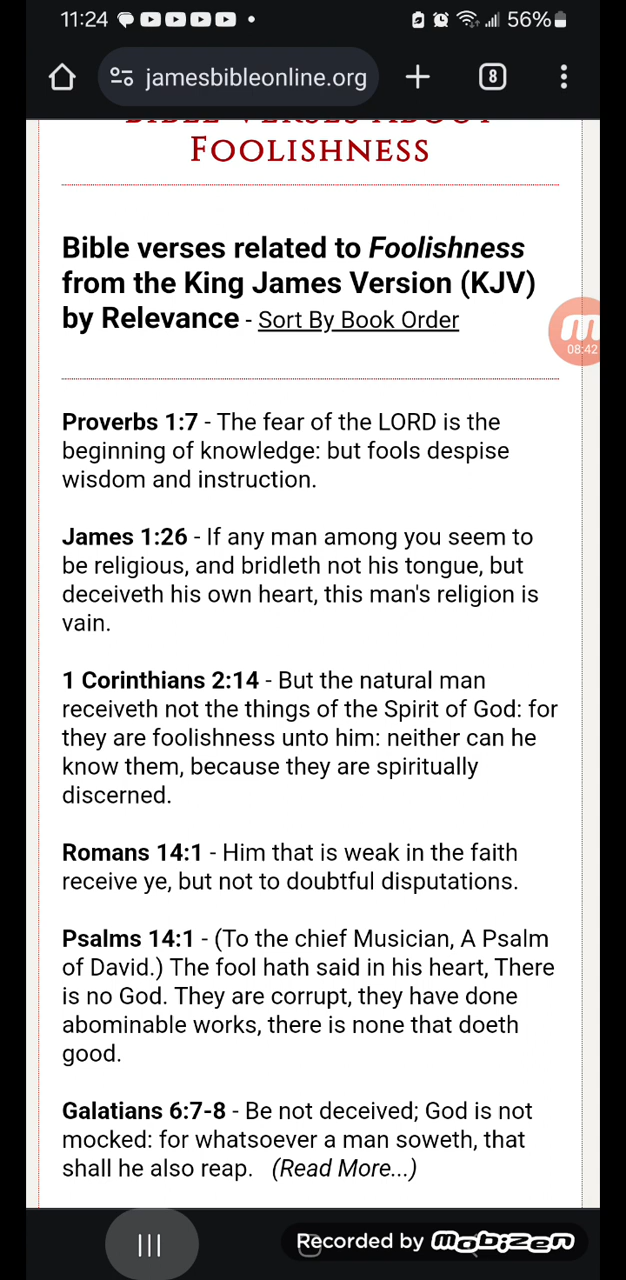 11:24
56%
jamesbibleonline.org
8
BIBLE VERSES ABOUT
FOOLISHNESS
Bible verses related to Foolishness
from the King James Version (KJV)
by Relevance - Sort By Book Order
08:42
Proverbs 1:7 - The fear of the LORD is the
beginning of knowledge: but fools despise
wisdom and instruction.
James 1:26 - If any man among you seem to
be religious, and bridleth not his tongue, but
deceiveth his own heart, this man's religion is
vain.
1 Corinthians 2:14 - But the natural man
receiveth not the things of the Spirit of God: for
they are foolishness unto him: neither can he
know them, because they are spiritually
discerned.
Romans 14:1 - Him that is weak in the faith
receive ye, but not to doubtful disputations.
Psalms 14:1 - (To the chief Musician, A Psalm
of David.) The fool hath said in his heart, There
is no God. They are corrupt, they have done
abominable works, there is none that doeth
good.
Galatians 6:7-8 - Be not deceived; God is not
mocked: for whatsoever a man soweth, that
shall he also reap. (Read More...)
Recorded by mobizen